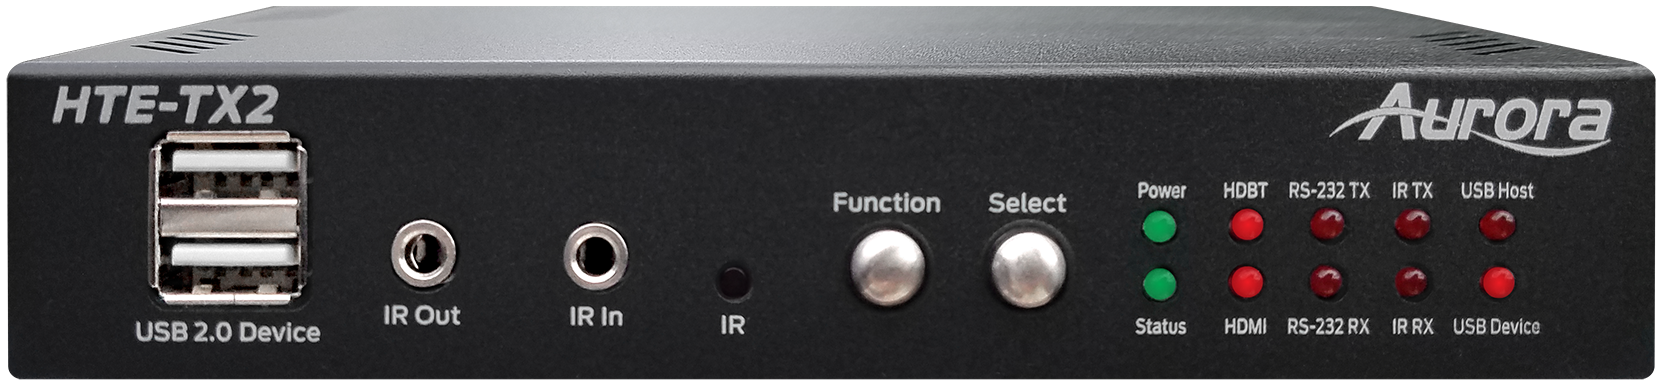 HTE-TX2
Aurora
Power HDBT RS-232 TX IR TX USB Host
Function Select
IR Out IR In IR
Status HDMI RS-232 RX IR RX USB Device
USB 2.0 Device